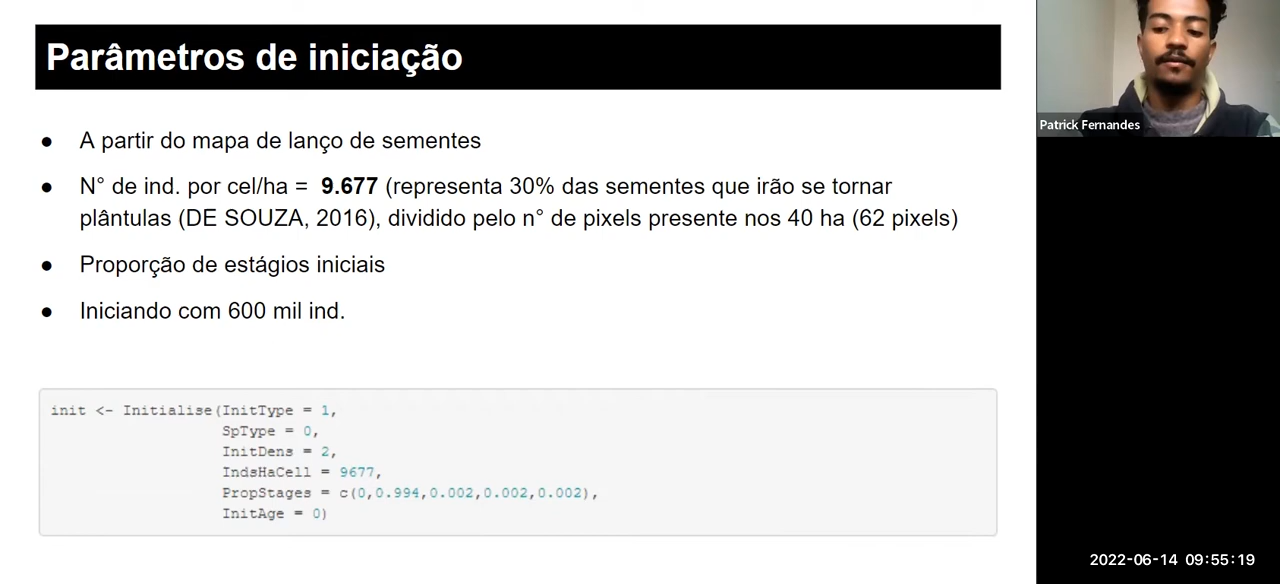 Parâmetros de iniciação
● A partir do mapa de lanço de sementes
● N° de ind. por cel/ha = 9.677 (representa 30% das sementes que irão se tornar
plântulas (DE SOUZA, 2016), dividido pelo n° de pixels presente nos 40 ha (62 pixels)
● Proporção de estágios iniciais
● Iniciando com 600 mil ind.
init <- Initialise(InitType = 1,
SpType = 0,
InitDens = 2,
IndsHaCell = 9677,
PropStages = c(0,0.994,0.002,0.002,0.002),
InitAge = 0)
Patrick Fernandes
2022-06-14 09:55:19